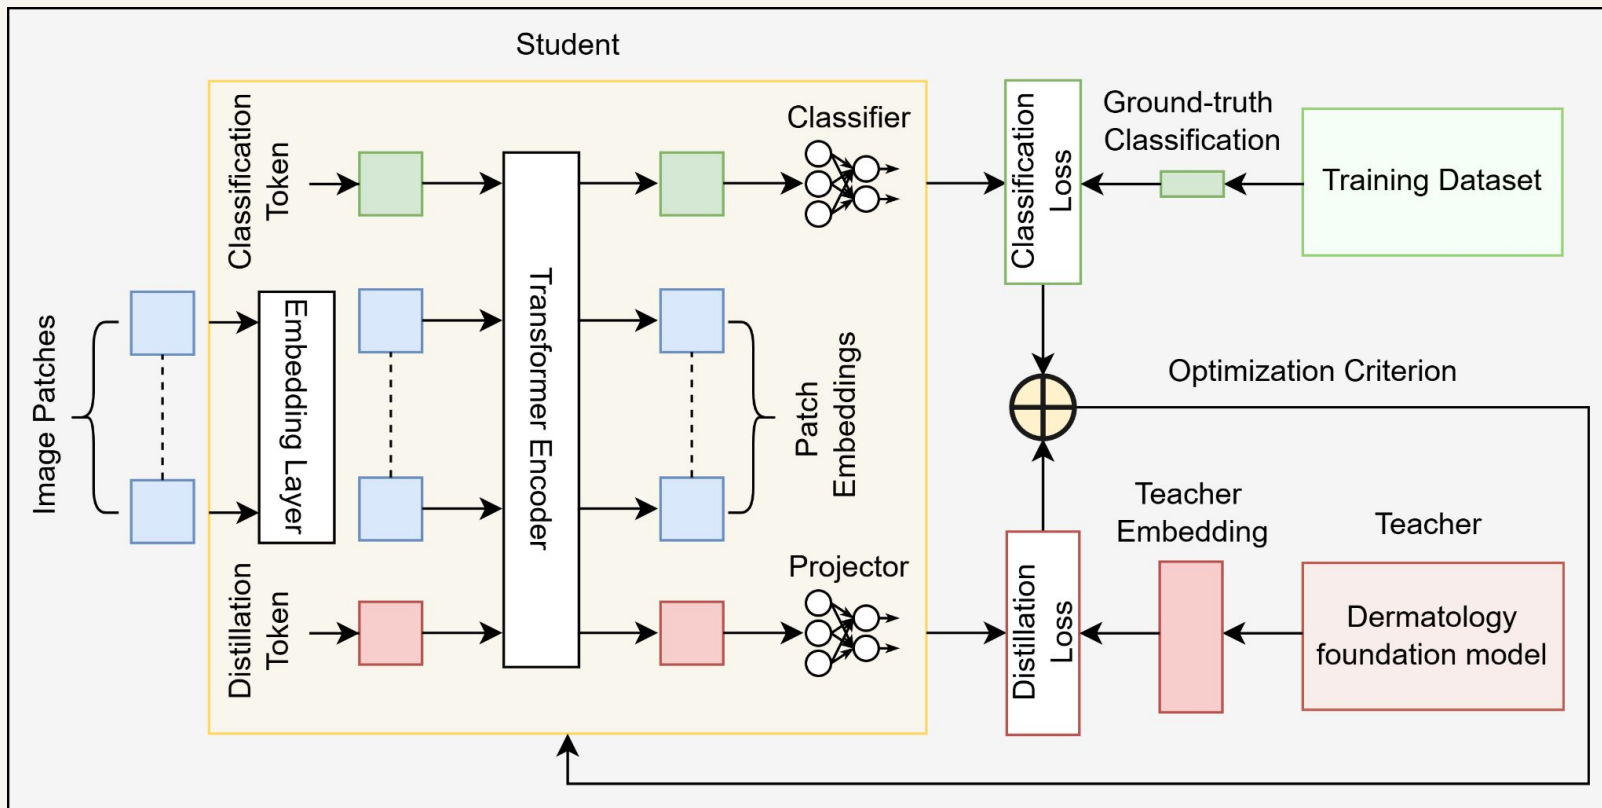 Student
Classification
Token
Classifier
Classification
Loss
Ground-truth
Classification
Training Dataset
Image Patches
Embedding Layer
Transformer Encoder
Patch
Embeddings
Optimization Criterion
Distillation
Token
Projector
Distillation
Loss
Teacher
Embedding
Teacher
Dermatology
foundation model